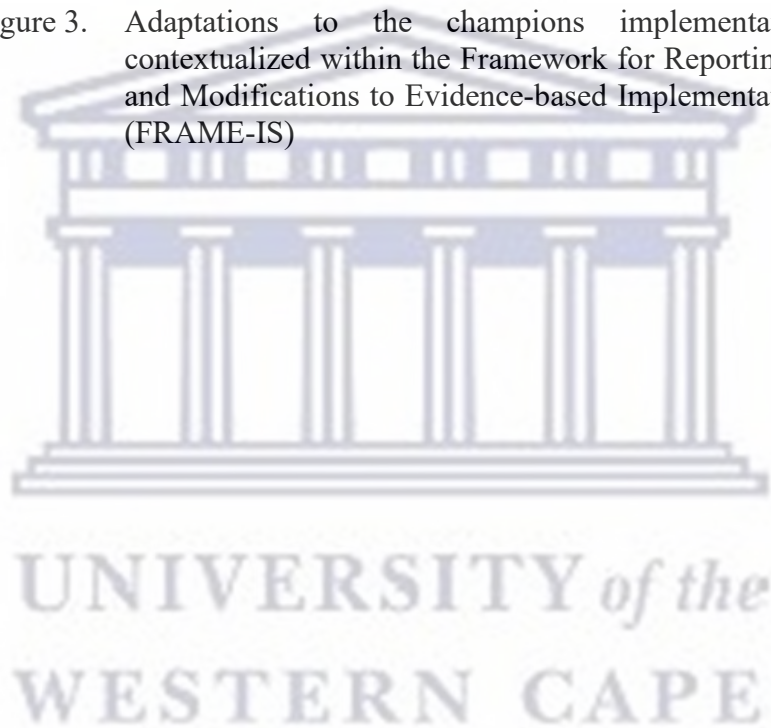 gure 3. Adaptations to the champions implementa
contextualized within the Framework for Reportin
and Modifications to Evidence-based Implementa
(FRAME-IS)
UNIVERSITY of the
WESTERN CAPE